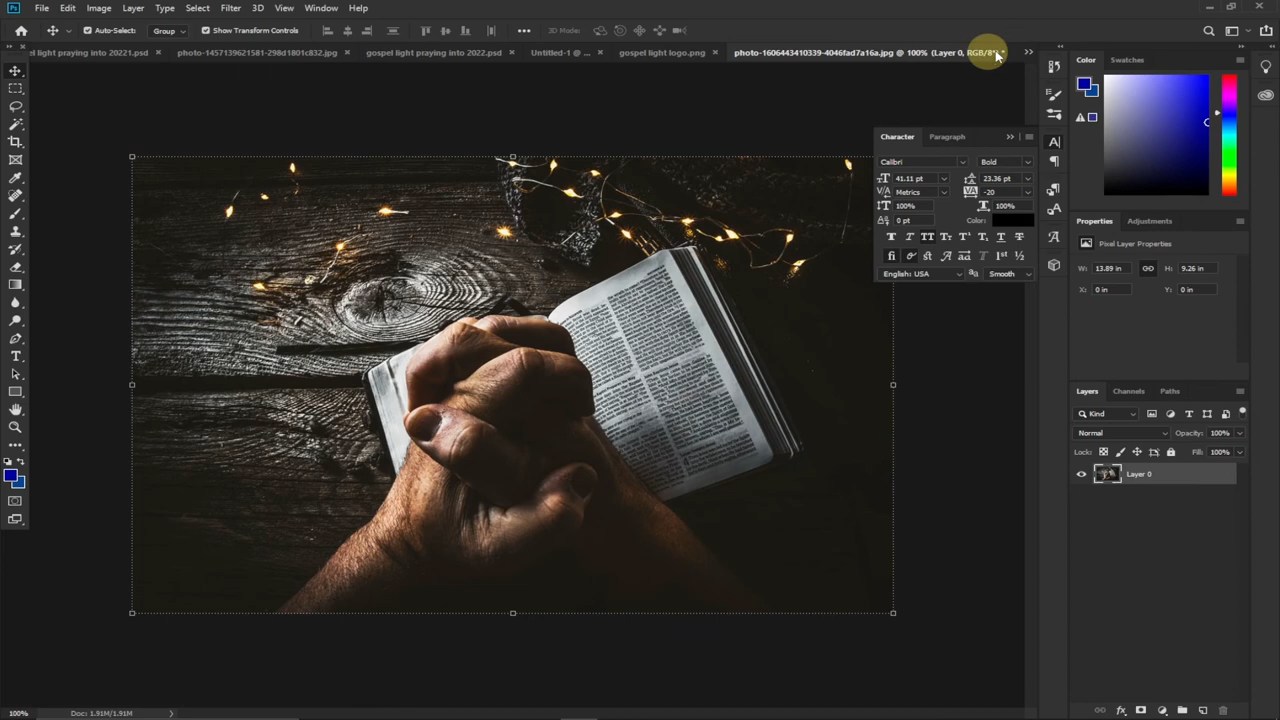 Ps File Edit Image Layer Type Select Filter 3D View Window Help
Auto-Select: Group Show Transform Controls ••• 3D Mode:
el light praying into 20221.psd × photo-1457139621581-298d1801c832.jpg × gospel light praying into 2022.psd × Untitled-1 @ ... × gospel light logo.png × photo-1606443410339-4046fad7a16a.jpg @ 100% (Layer 0, RGB/8*) * »
Color Swatches
Character Paragraph
Calibri Bold
41.11 pt 23.36 pt
Metrics -20
100% 100%
0 pt Color:
English: USA aa Smooth
Properties Adjustments
Pixel Layer Properties
W: 13.89 in H: 9.26 in
X: 0 in Y: 0 in
Layers Channels Paths
Kind
Normal Opacity: 100%
Lock: Fill: 100%
Layer 0
100% Doc: 1.91M/1.91M